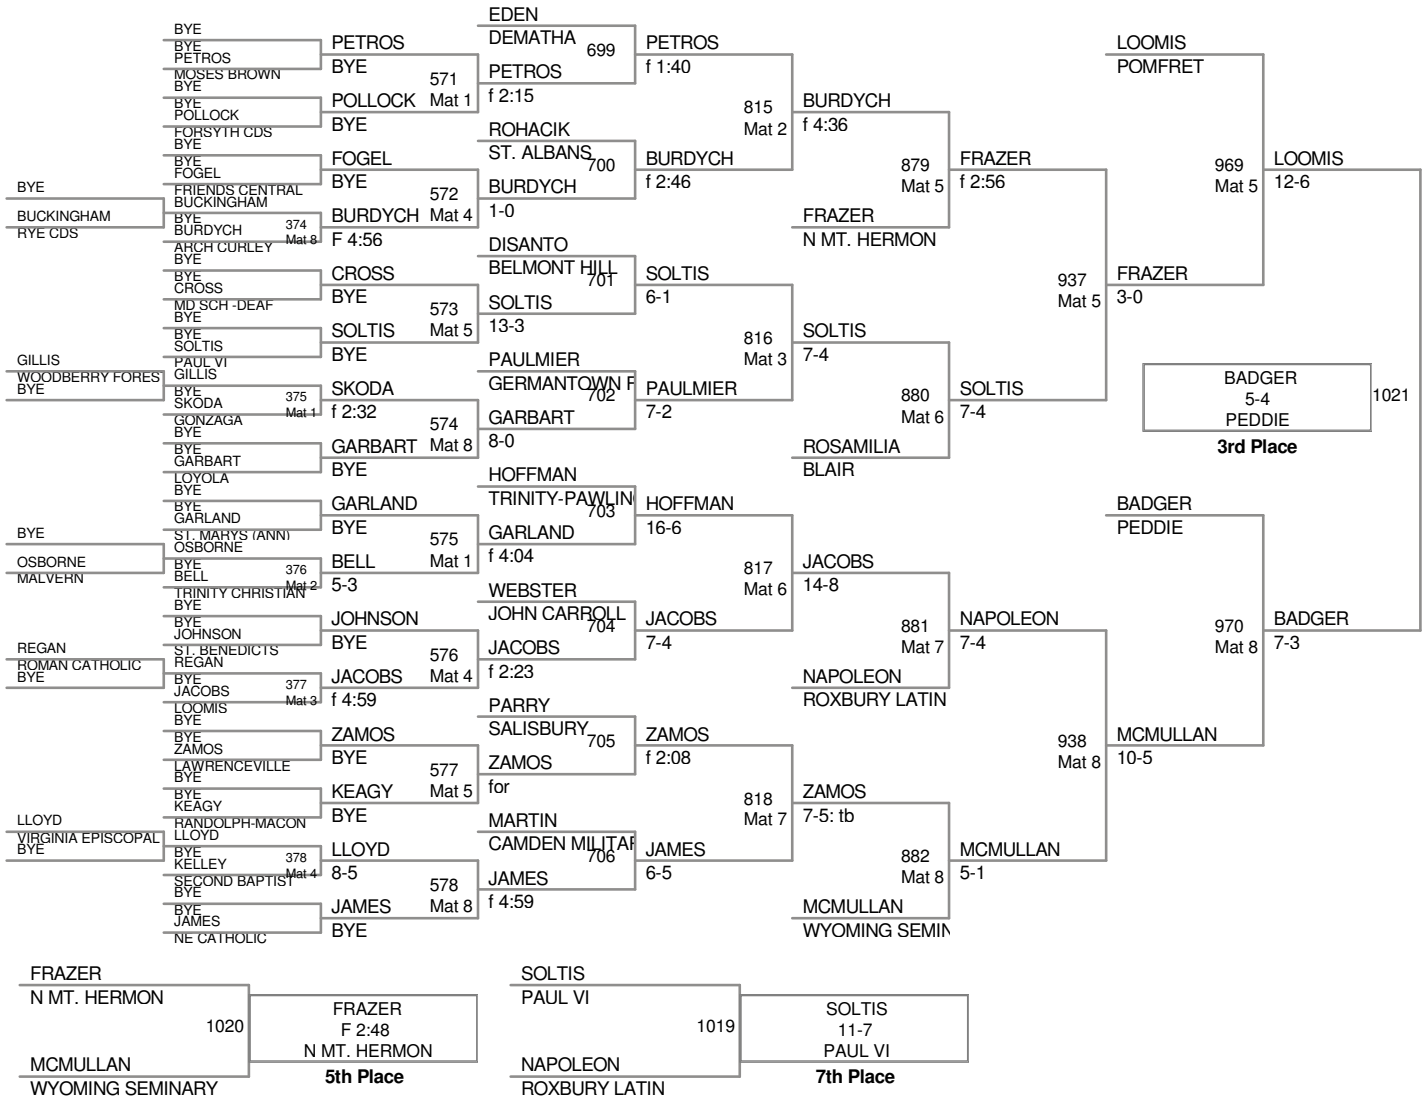 BYE
BUCKINGHAM
RYE CDS
GILLIS
WOODBERRY FORES
BYE
BYE
OSBORNE
MALVERN
REGAN
ROMAN CATHOLIC
BYE
LLOYD
VIRGINIA EPISCOPAL
BYE
BYE
BYE
PETROS
MOSES BROWN
BYE
BYE
POLLOCK
FORSYTH CDS
BYE
BYE
FOGEL
FRIENDS CENTRAL
BUCKINGHAM
BYE
BURDYCH
374
Mat 8
ARCH CURLEY
BYE
BYE
CROSS
MD SCH -DEAF
BYE
BYE
SOLTIS
PAUL VI
GILLIS
BYE
SKODA
375
Mat 1
GONZAGA
BYE
BYE
GARBART
LOYOLA
BYE
BYE
GARLAND
ST. MARYS (ANN)
OSBORNE
BYE
BELL
376
Mat 2
TRINITY CHRISTIAN
BYE
BYE
JOHNSON
ST. BENEDICTS
REGAN
BYE
JACOBS
377
Mat 3
LOOMIS
BYE
BYE
ZAMOS
LAWRENCEVILLE
BYE
BYE
KEAGY
RANDOLPH-MACON
LLOYD
BYE
KELLEY
378
Mat 4
SECOND BAPTIST
BYE
BYE
JAMES
NE CATHOLIC
PETROS
BYE
571
Mat 1
POLLOCK
BYE
FOGEL
BYE
572
Mat 4
BURDYCH
F 4:56
CROSS
BYE
573
Mat 5
SOLTIS
BYE
SKODA
f 2:32
574
Mat 8
GARBART
BYE
GARLAND
BYE
575
Mat 1
BELL
5-3
JOHNSON
BYE
576
Mat 4
JACOBS
f 4:59
ZAMOS
BYE
577
Mat 5
KEAGY
BYE
LLOYD
8-5
578
Mat 8
JAMES
BYE
EDEN
DEMATHA
699
PETROS
f 2:15
ROHACIK
ST. ALBANS
700
BURDYCH
1-0
DISANTO
BELMONT HILL
701
SOLTIS
13-3
PAULMIER
GERMANTOWN F
702
GARBART
8-0
HOFFMAN
TRINITY-PAWLING
703
GARLAND
f 4:04
WEBSTER
JOHN CARROLL
704
JACOBS
f 2:23
PARRY
SALISBURY
705
ZAMOS
for
MARTIN
CAMDEN MILITAR
706
JAMES
f 4:59
PETROS
f 1:40
815
Mat 2
BURDYCH
f 2:46
SOLTIS
6-1
816
Mat 3
PAULMIER
7-2
HOFFMAN
16-6
817
Mat 6
JACOBS
7-4
ZAMOS
f 2:08
818
Mat 7
JAMES
6-5
BURDYCH
f 4:36
879
Mat 5
FRAZER
N MT. HERMON
SOLTIS
7-4
880
Mat 6
ROSAMILIA
BLAIR
JACOBS
14-8
881
Mat 7
NAPOLEON
ROXBURY LATIN
ZAMOS
7-5: tb
882
Mat 8
MCMULLAN
WYOMING SEMIN
FRAZER
f 2:56
937
Mat 5
SOLTIS
7-4
NAPOLEON
7-4
938
Mat 8
MCMULLAN
5-1
LOOMIS
POMFRET
969
Mat 5
FRAZER
3-0
BADGER
PEDDIE
970
Mat 8
MCMULLAN
10-5
LOOMIS
12-6
BADGER
5-4
PEDDIE
1021
3rd Place
BADGER
7-3
FRAZER
N MT. HERMON
1020
MCMULLAN
WYOMING SEMINARY
FRAZER
F 2:48
N MT. HERMON
5th Place
SOLTIS
PAUL VI
1019
NAPOLEON
ROXBURY LATIN
SOLTIS
11-7
PAUL VI
7th Place